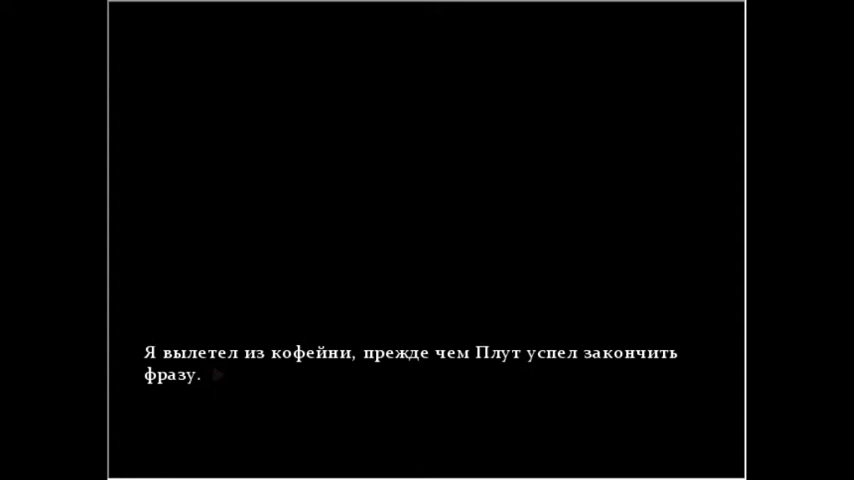 Я вылетел из кофейни, прежде чем Плут успел закончить
фразу.